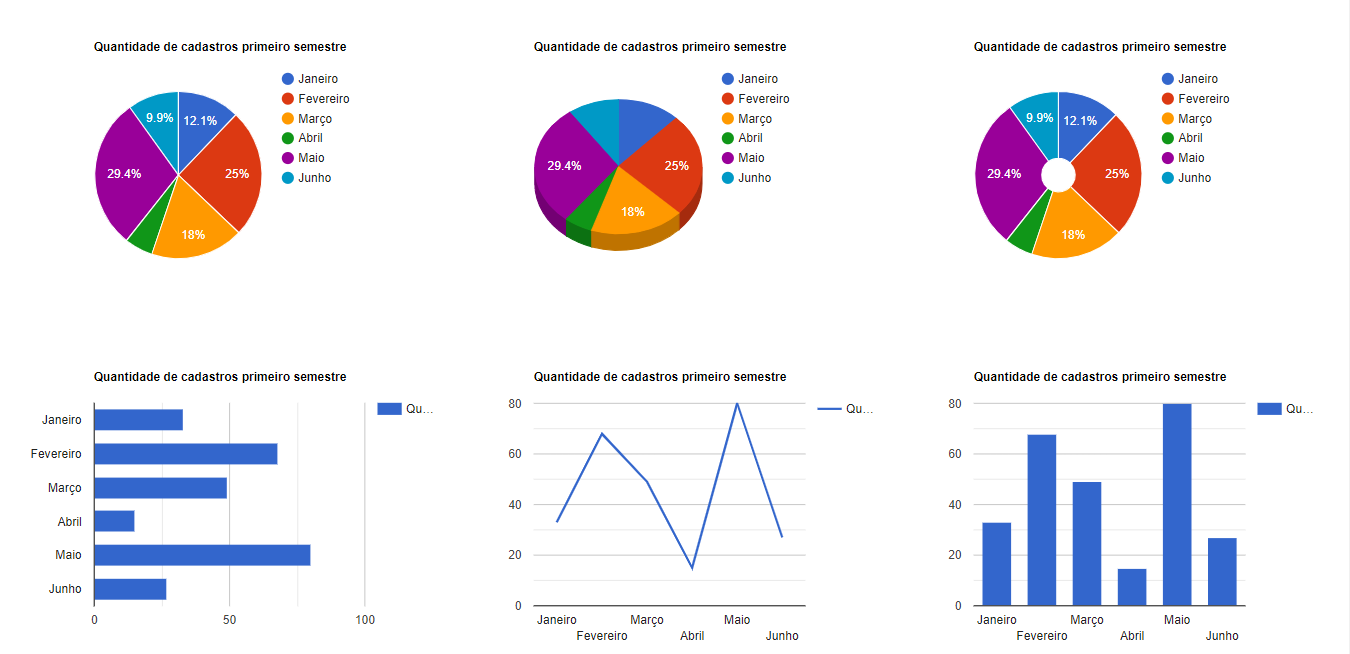 Quantidade de cadastros primeiro semestre
Janeiro
Fevereiro
Março
Abril
Maio
Junho
9.9%
12.1%
29.4%
25%
18%
Quantidade de cadastros primeiro semestre
Janeiro
Fevereiro
Março
Abril
Maio
Junho
29.4%
25%
18%
Quantidade de cadastros primeiro semestre
Janeiro
Fevereiro
Março
Abril
Maio
Junho
9.9%
12.1%
29.4%
25%
18%
Quantidade de cadastros primeiro semestre
Qu...
Janeiro
Fevereiro
Março
Abril
Maio
Junho
0 50 100
Quantidade de cadastros primeiro semestre
Qu...
80
60
40
20
0
Janeiro Março Maio
Fevereiro Abril Junho
Quantidade de cadastros primeiro semestre
Qu...
80
60
40
20
0
Janeiro Março Maio
Fevereiro Abril Junho